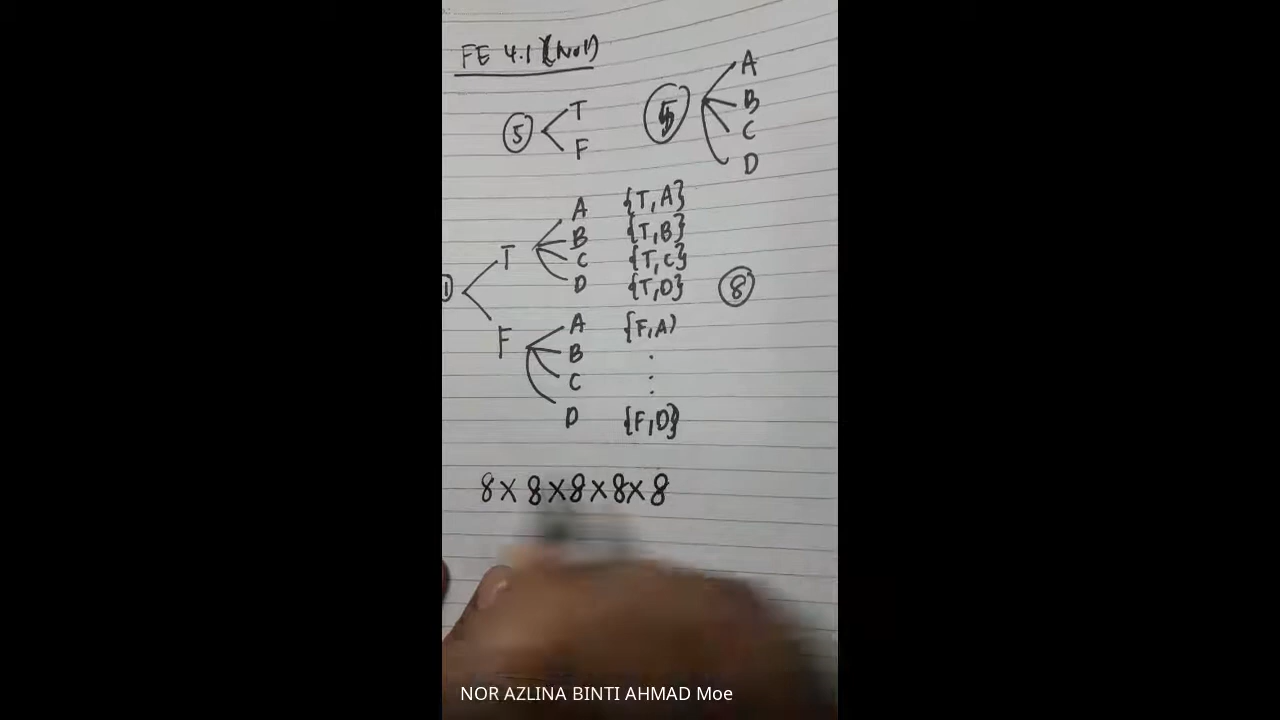 FE 4.1 (No1)
5 T F
5 A B C D
1 T A {T,A}
B {T,B}
C {T,C}
D {T,D} 8
F A {F,A)
B .
C :
D {F,D}
8 × 8 × 8 × 8 × 8
NOR AZLINA BINTI AHMAD Moe